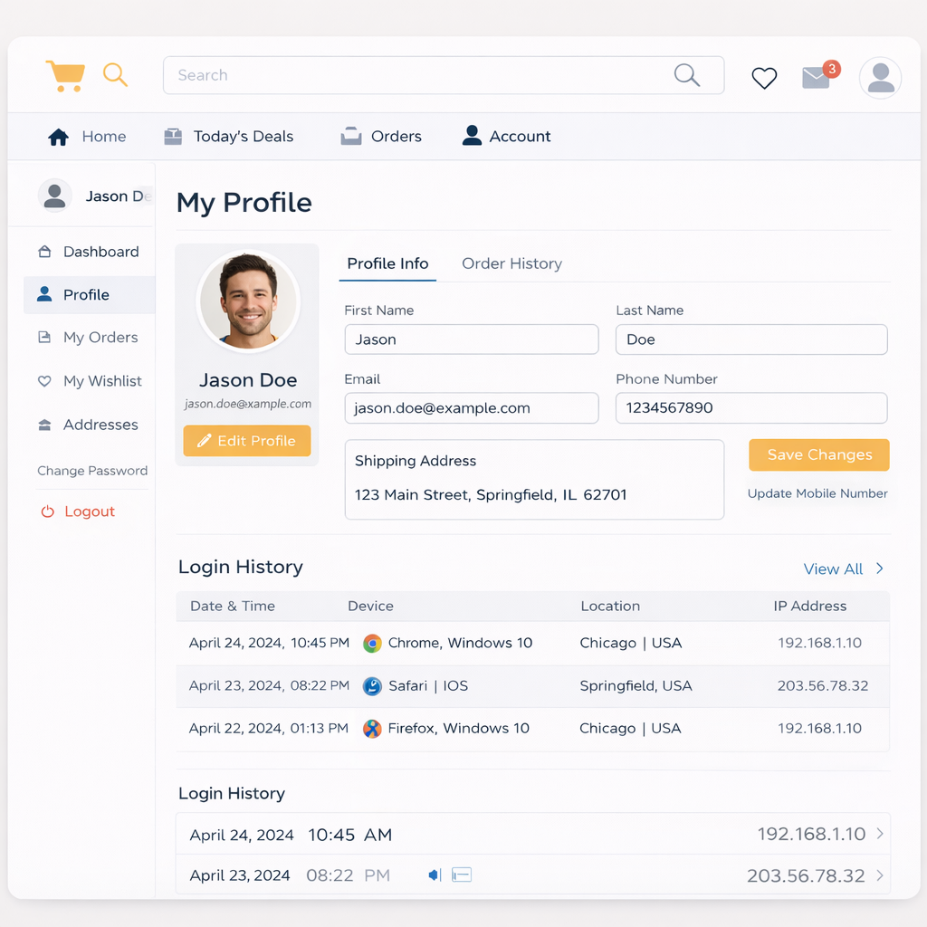 Search
3
Home Today's Deals Orders Account
Jason De
Dashboard
Profile
My Orders
My Wishlist
Addresses
Change Password
Logout
My Profile
Jason Doe
jason.doe@xample.com
Edit Profile
Profile Info Order History
First Name Last Name
Jason Doe
Email Phone Number
jason.doe@example.com 1234567890
Shipping Address
123 Main Street, Springfield, IL 62701
Save Changes
Update Mobile Number
Login History View All
Date & Time Device Location IP Address
April 24, 2024, 10:45 PM Chrome, Windows 10 Chicago | USA 192.168.1.10
April 23, 2024, 08:22 PM Safari | IOS Springfield, USA 203.56.78.32
April 22, 2024, 01:13 PM Firefox, Windows 10 Chicago | USA 192.168.1.10
Login History
April 24, 2024 10:45 AM 192.168.1.10
April 23, 2024 08:22 PM 203.56.78.32